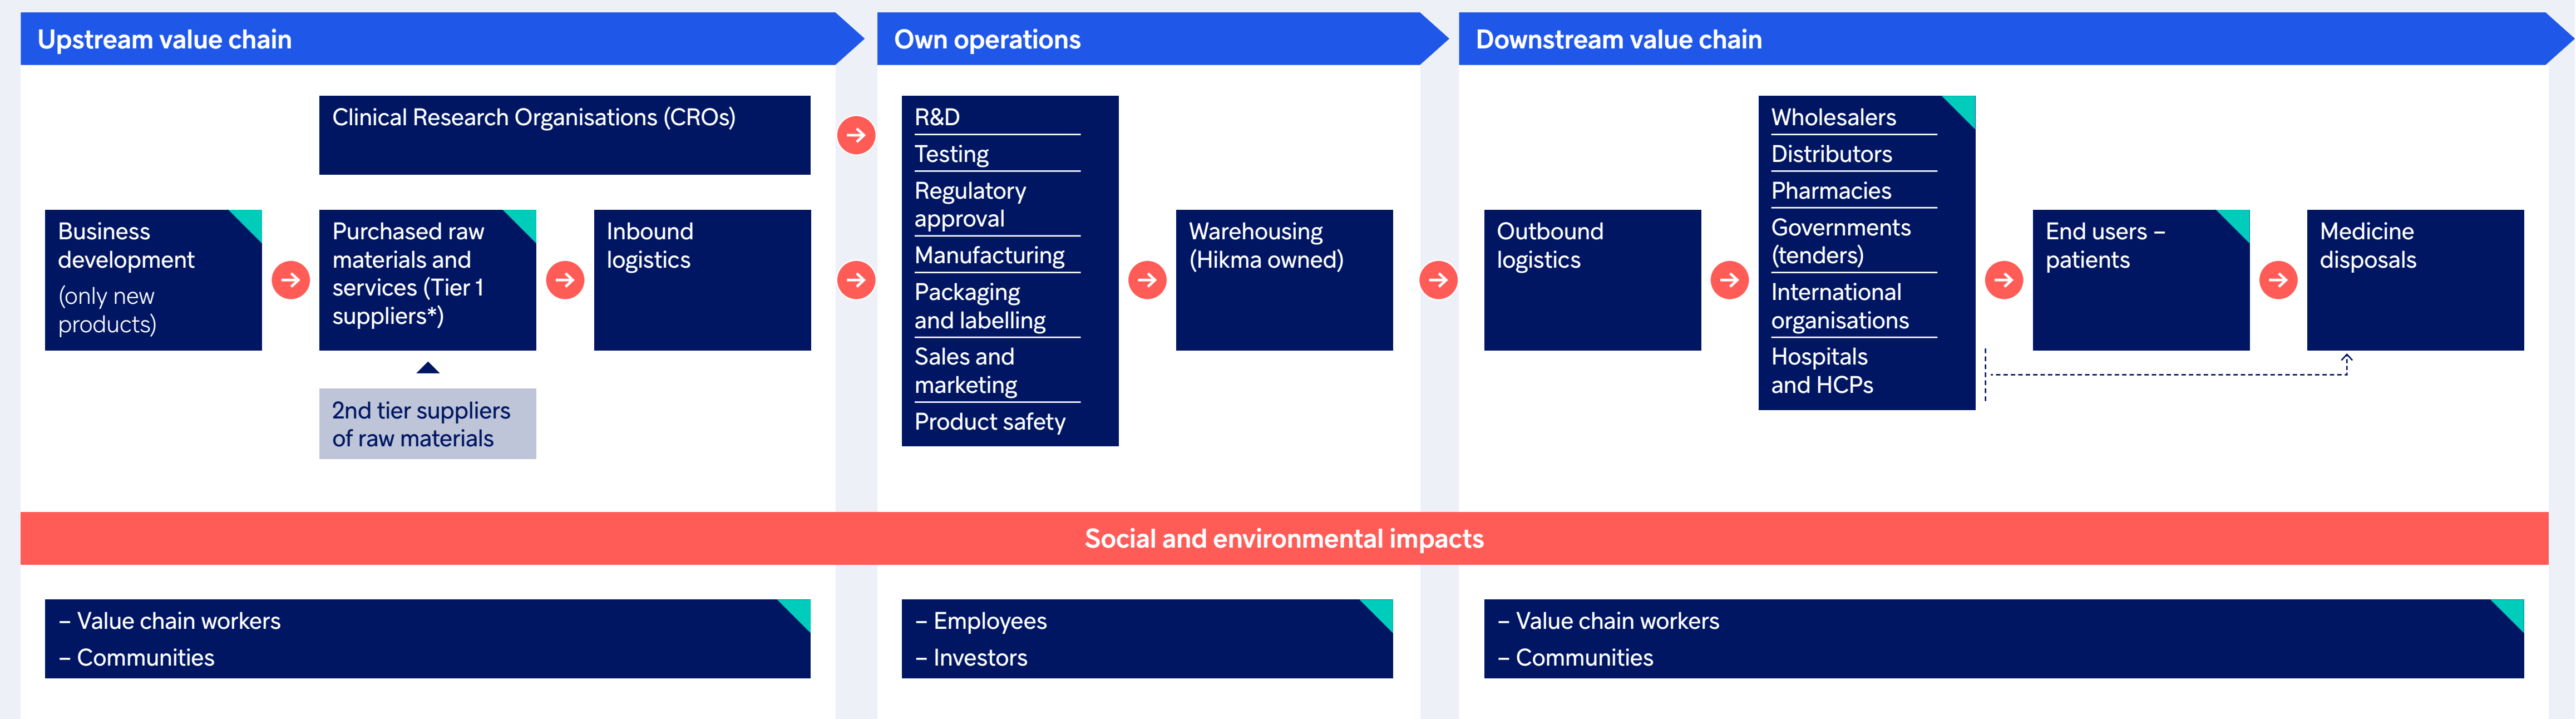 Upstream value chain
Own operations
Downstream value chain
Clinical Research Organisations (CROs)
Business
development
(only new
products)
Purchased raw
materials and
services (Tier 1
suppliers*)
Inbound
logistics
2nd tier suppliers
of raw materials
R&D
Testing
Regulatory
approval
Manufacturing
Packaging
and labelling
Sales and
marketing
Product safety
Warehousing
(Hikma owned)
Outbound
logistics
Wholesalers
Distributors
Pharmacies
Governments
(tenders)
International
organisations
Hospitals
and HCPs
End users –
patients
Medicine
disposals
Social and environmental impacts
– Value chain workers
– Communities
– Employees
– Investors
– Value chain workers
– Communities